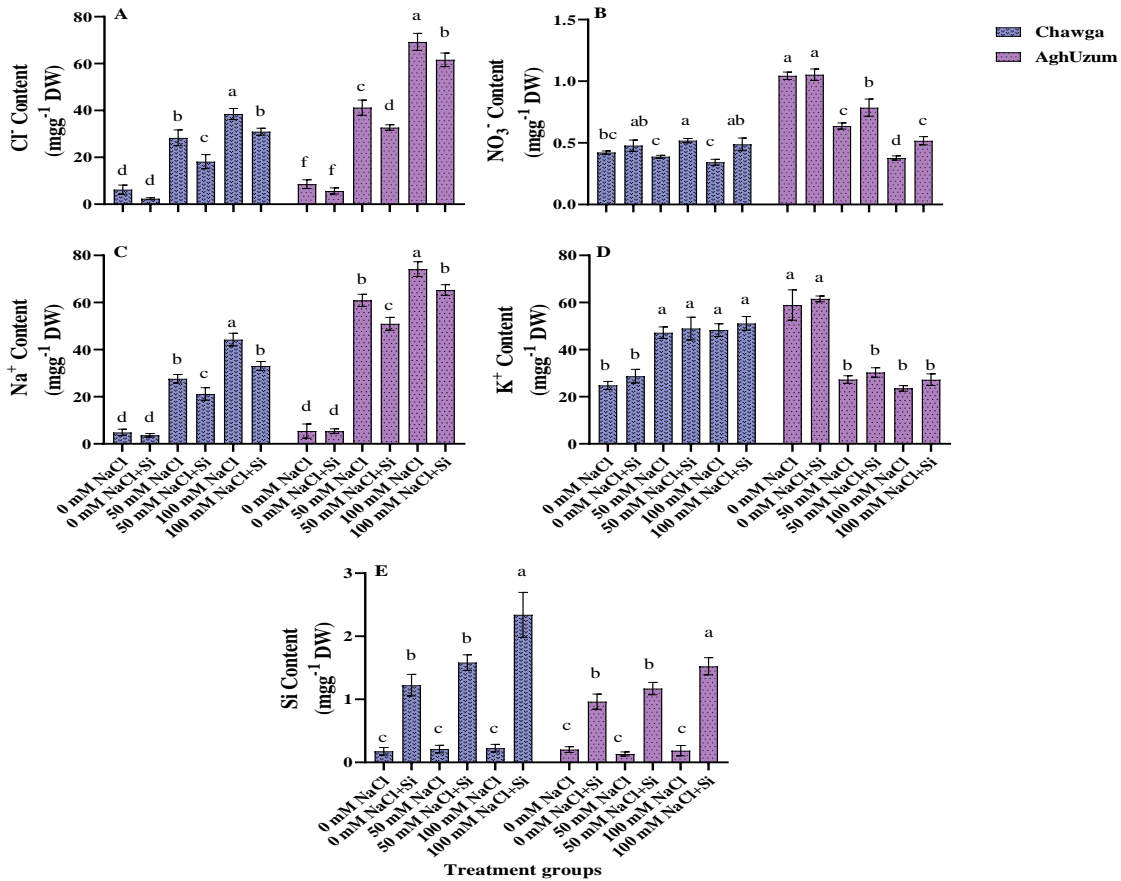 A
Cl⁻ Content
(mgg⁻¹ DW)
80
60
40
20
0
d
d
b
c
a
b
f
f
c
d
a
b
B
NO₃⁻ Content
(mgg⁻¹ DW)
1.5
1.0
0.5
0.0
bc
ab
c
a
c
ab
a
a
c
b
d
c
Chawga
AghUzum
C
Na⁺ Content
(mgg⁻¹ DW)
80
60
40
20
0
d
d
b
c
a
b
d
d
b
c
a
b
0 mM NaCl
0 mM NaCl+Si
50 mM NaCl
50 mM NaCl+Si
100 mM NaCl
100 mM NaCl+Si
0 mM NaCl
0 mM NaCl+Si
50 mM NaCl
50 mM NaCl+Si
100 mM NaCl
100 mM NaCl+Si
D
K⁺ Content
(mgg⁻¹ DW)
80
60
40
20
0
b
b
a
a
a
a
a
a
b
b
b
b
0 mM NaCl
0 mM NaCl+Si
50 mM NaCl
50 mM NaCl+Si
100 mM NaCl
100 mM NaCl+Si
0 mM NaCl
0 mM NaCl+Si
50 mM NaCl
50 mM NaCl+Si
100 mM NaCl
100 mM NaCl+Si
E
Si Content
(mgg⁻¹ DW)
3
2
1
0
c
b
c
b
c
a
c
b
c
b
c
a
0 mM NaCl
0 mM NaCl+Si
50 mM NaCl
50 mM NaCl+Si
100 mM NaCl
100 mM NaCl+Si
0 mM NaCl
0 mM NaCl+Si
50 mM NaCl
50 mM NaCl+Si
100 mM NaCl
100 mM NaCl+Si
Treatment groups